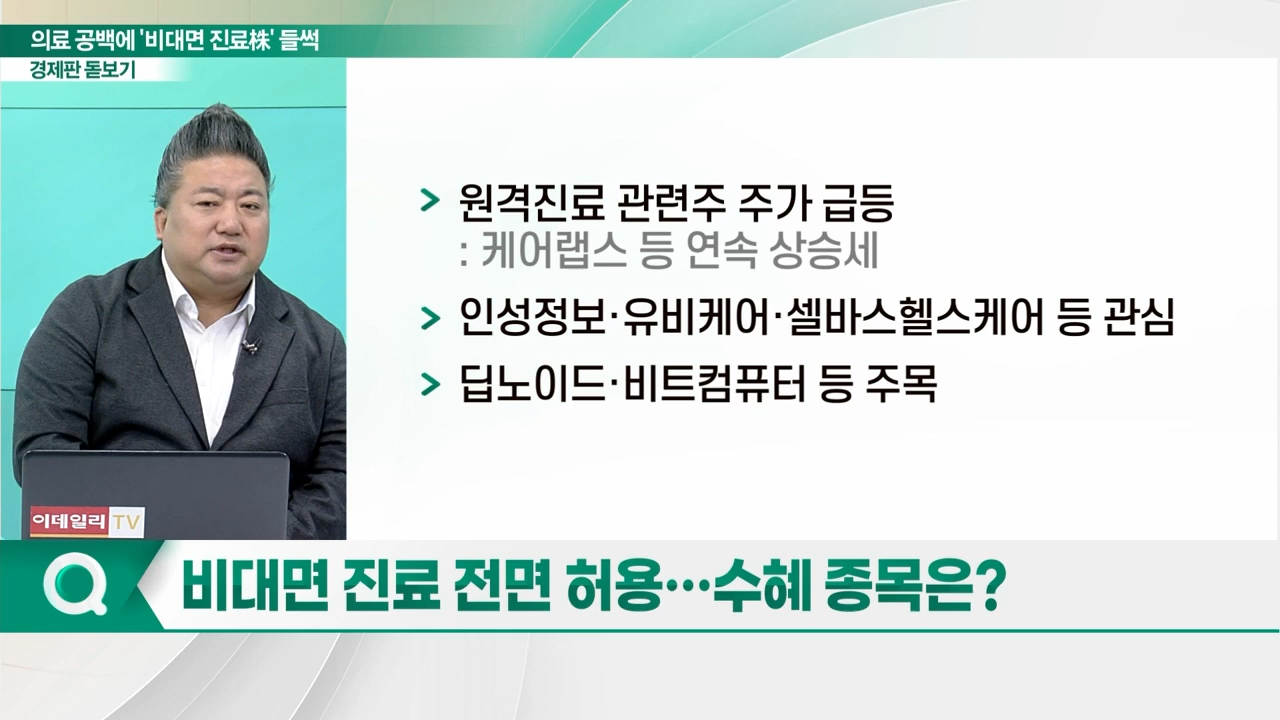 의료 공백에 '비대면 진료株' 들썩
경제판 돋보기
> 원격진료 관련주 주가 급등
: 케어랩스 등 연속 상승세
> 인성정보·유비케어·셀바스헬스케어 등 관심
> 딥노이드·비트컴퓨터 등 주목
이데일리 TV
Q 비대면 진료 전면 허용…수혜 종목은?